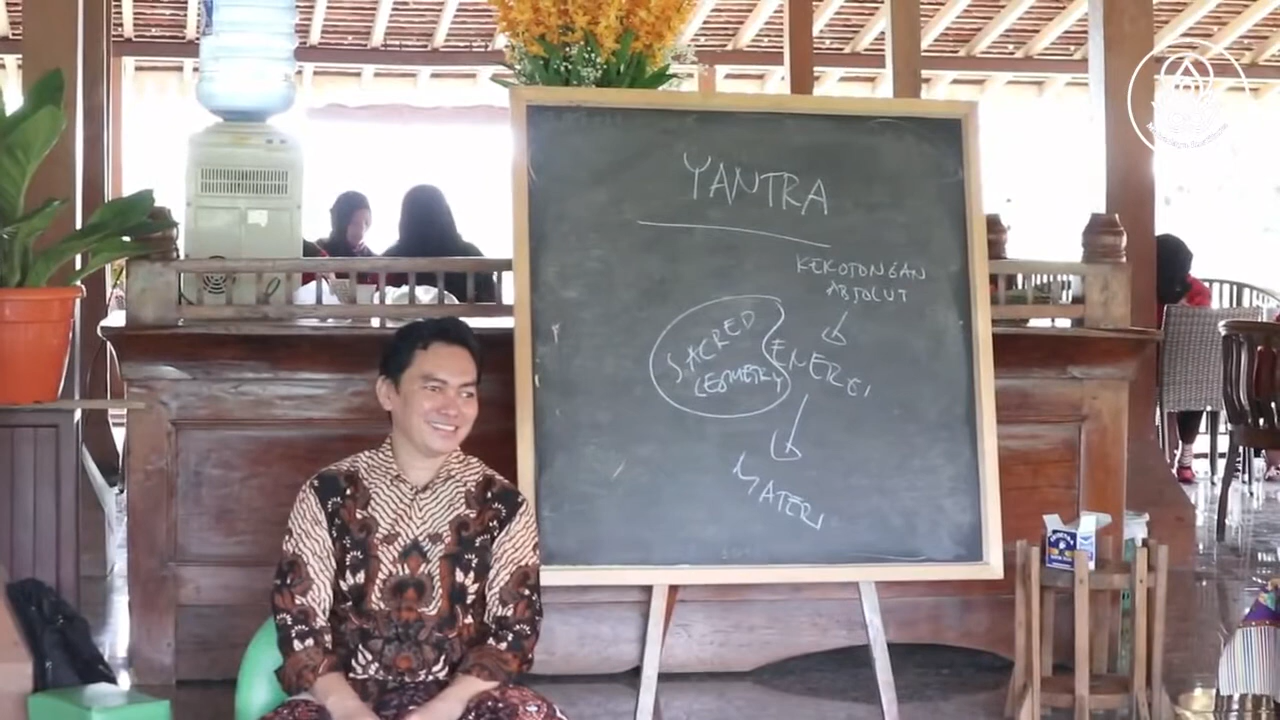 YANTRA
KEKOSONGAN
ABSOLUT
SACRED
GEOMETRY
ENERGI
MATERI